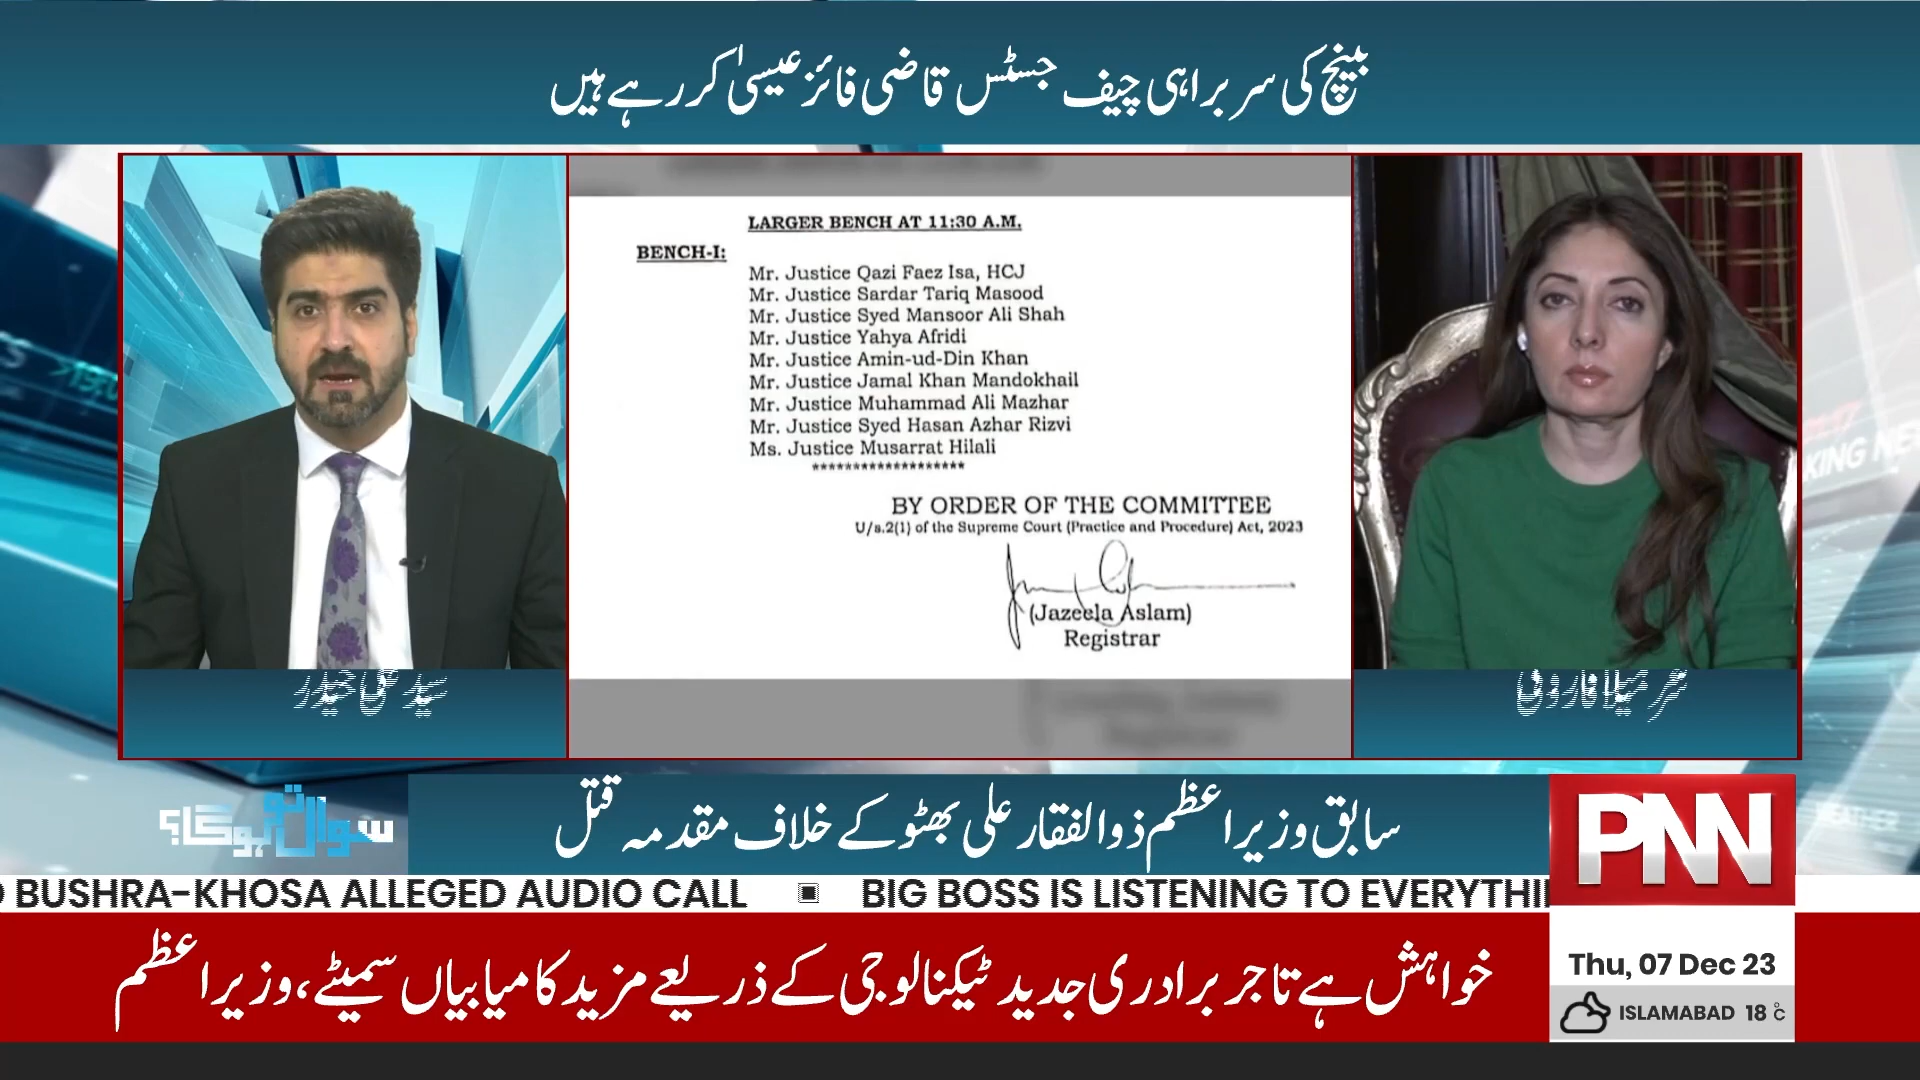 بینچ کی سربراہی چیف جسٹس قاضی فائز عیسیٰ کر رہے ہیں
LARGER BENCH AT 11:30 A.M.
BENCH-I:
Mr. Justice Qazi Faez Isa, HCJ
Mr. Justice Sardar Tariq Masood
Mr. Justice Syed Mansoor Ali Shah
Mr. Justice Yahya Afridi
Mr. Justice Amin-ud-Din Khan
Mr. Justice Jamal Khan Mandokhail
Mr. Justice Muhammad Ali Mazhar
Mr. Justice Syed Hasan Azhar Rizvi
Ms. Justice Musarrat Hilali
*******************
BY ORDER OF THE COMMITTEE
U/s.2(1) of the Supreme Court (Practice and Procedure) Act, 2023
(Jazeela Aslam)
Registrar
سید علی حیدر
شرمیلا فاروقی
سوال تو ہوگا؟
سابق وزیراعظم ذوالفقار علی بھٹو کے خلاف مقدمہ قتل
PNN
BUSHRA-KHOSA ALLEGED AUDIO CALL
BIG BOSS IS LISTENING TO EVERYTHI
خواہش ہے تاجر برادری جدید ٹیکنالوجی کے ذریعے مزید کامیابیاں سمیٹے، وزیراعظم
Thu, 07 Dec 23
ISLAMABAD 18 °C